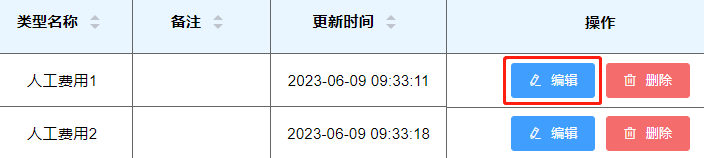 类型名称 备注 更新时间 操作
人工费用1 2023-06-09 09:33:11 编辑 删除
人工费用2 2023-06-09 09:33:18 编辑 删除